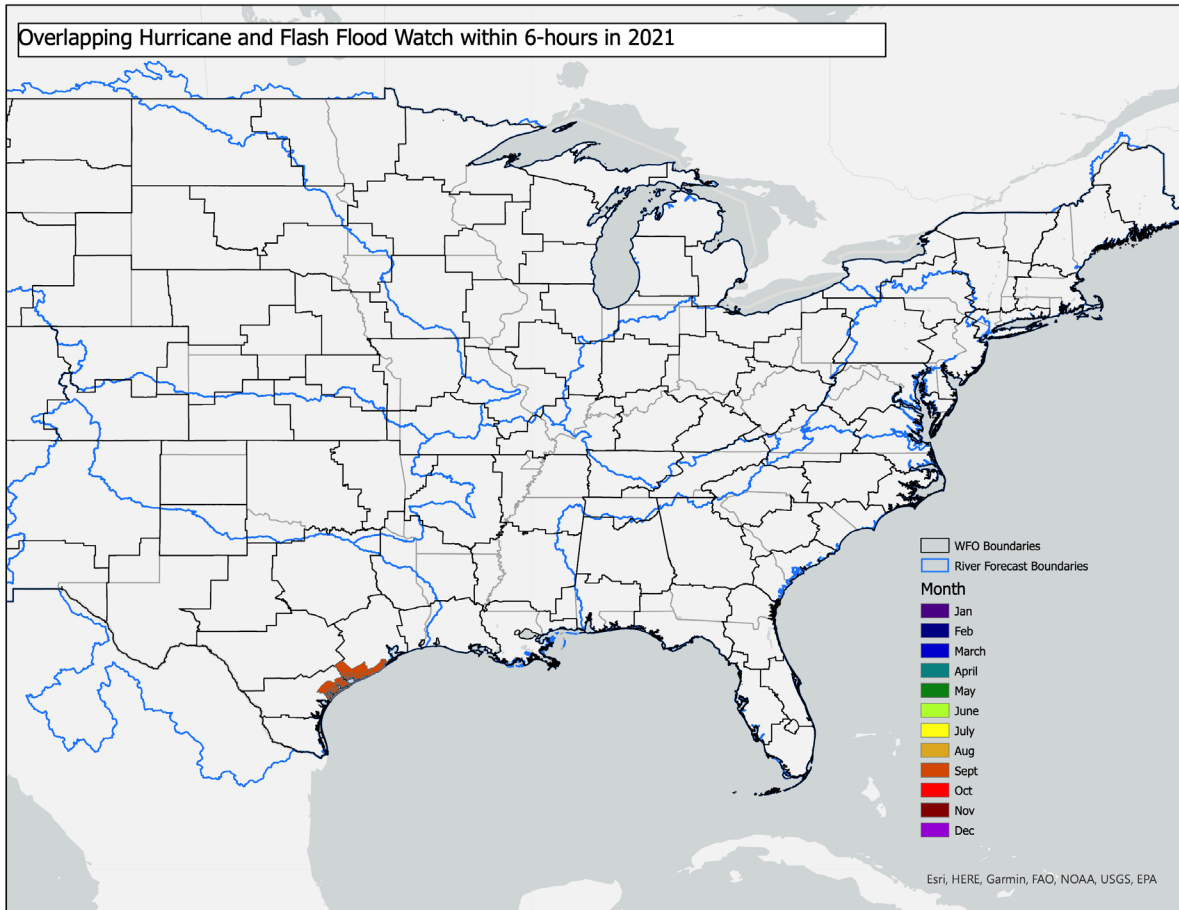 Overlapping Hurricane and Flash Flood Watch within 6-hours in 2021
WFO Boundaries
River Forecast Boundaries
Month
Jan
Feb
March
April
May
June
July
Aug
Sept
Oct
Nov
Dec
Esri, HERE, Garmin, FAO, NOAA, USGS, EPA